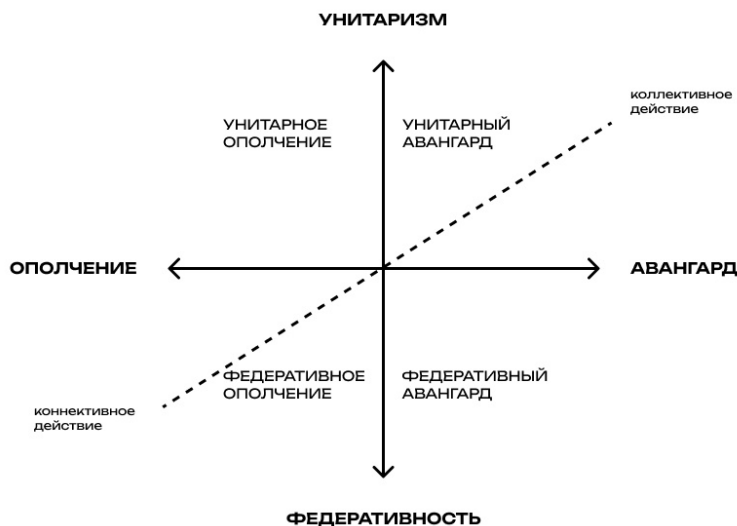 УНИТАРИЗМ
коллективное
действие
УНИТАРНОЕ
ОПОЛЧЕНИЕ
УНИТАРНЫЙ
АВАНГАРД
ОПОЛЧЕНИЕ
АВАНГАРД
ФЕДЕРАТИВНОЕ
ОПОЛЧЕНИЕ
ФЕДЕРАТИВНЫЙ
АВАНГАРД
коннективное
действие
ФЕДЕРАТИВНОСТЬ